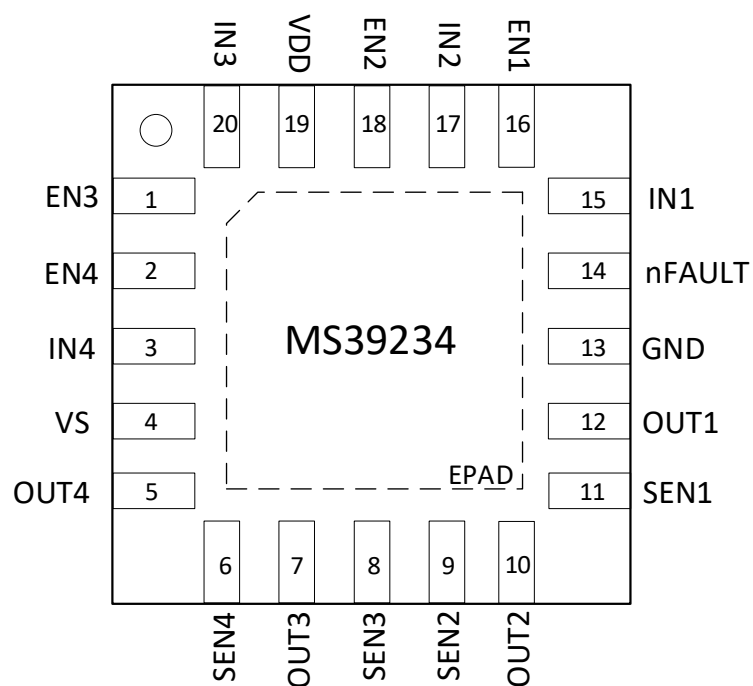 IN3 VDD EN2 IN2 EN1
20 19 18 17 16
EN3 1 15 IN1
EN4 2 14 nFAULT
IN4 3 MS39234 13 GND
VS 4 12 OUT1
EPAD
OUT4 5 11 SEN1
6 7 8 9 10
SEN4 OUT3 SEN3 SEN2 OUT2